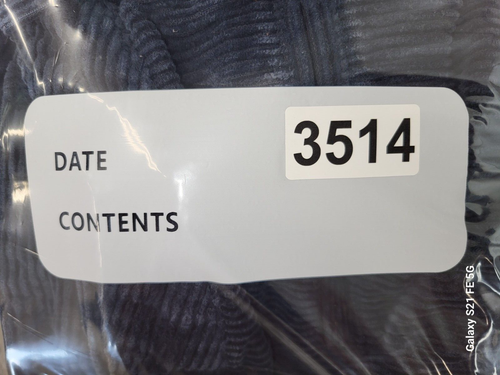 3514
DATE
CONTENTS
Galaxy S21 FE 5G